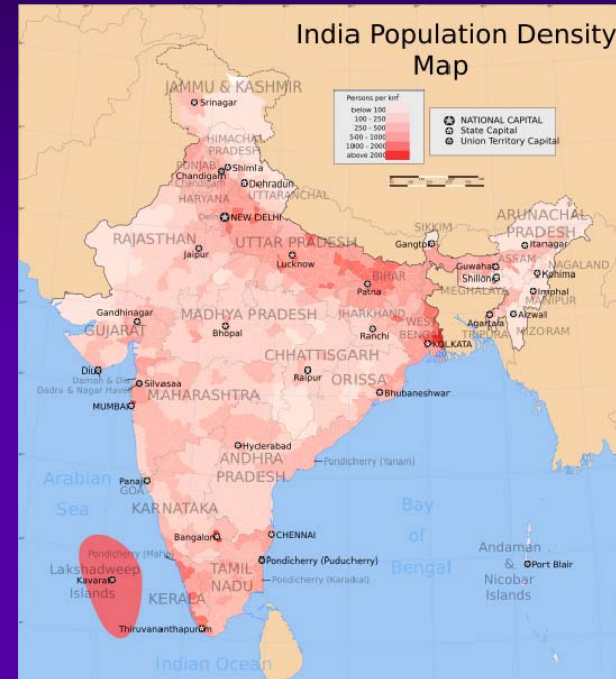 India Population Density
Map
Persons per km²
below 100
100 - 250
250 - 500
500 - 1000
1000 - 2000
above 2000
NATIONAL CAPITAL
State Capital
Union Territory Capital
JAMMU & KASHMIR
Srinagar
HIMACHAL
PRADESH
PUNJAB
Shimla
Chandigarh
Chandigarh
Dehradun
UTTARANCHAL
HARYANA
Delhi
NEW DELHI
ARUNACHAL
PRADESH
SIKKIM
RAJASTHAN
UTTAR PRADESH
Gangtok
Itanagar
Jaipur
Lucknow
ASSAM
NAGALAND
BIHAR
Guwahati
Kohima
Patna
Shillong
MEGHALAYA
Imphal
MANIPUR
Gandhinagar
MADHYA PRADESH
JHARKHAND
WEST
BENGAL
Agartala
Aizwall
TRIPURA
MIZORAM
GUJARAT
Bhopal
Ranchi
KOLKATA
CHHATTISGARH
Diu
Daman & Diu
Raipur
ORISSA
Dadra & Nagar Haveli
Silvasaa
MAHARASHTRA
Bhubaneshwar
MUMBAI
Hyderabad
ANDHRA
PRADESH
Pondicherry (Yanam)
Arabian
Sea
Panaji
GOA
KARNATAKA
Bay
of
Bengal
Bangalore
CHENNAI
Pondicherry (Mahe)
Pondicherry (Puducherry)
Andaman
&
Nicobar
Islands
Port Blair
Lakshadweep
Islands
Kavarati
TAMIL
NADU
Pondicherry (Karaikal)
KERALA
Thiruvananthapuram
Indian Ocean